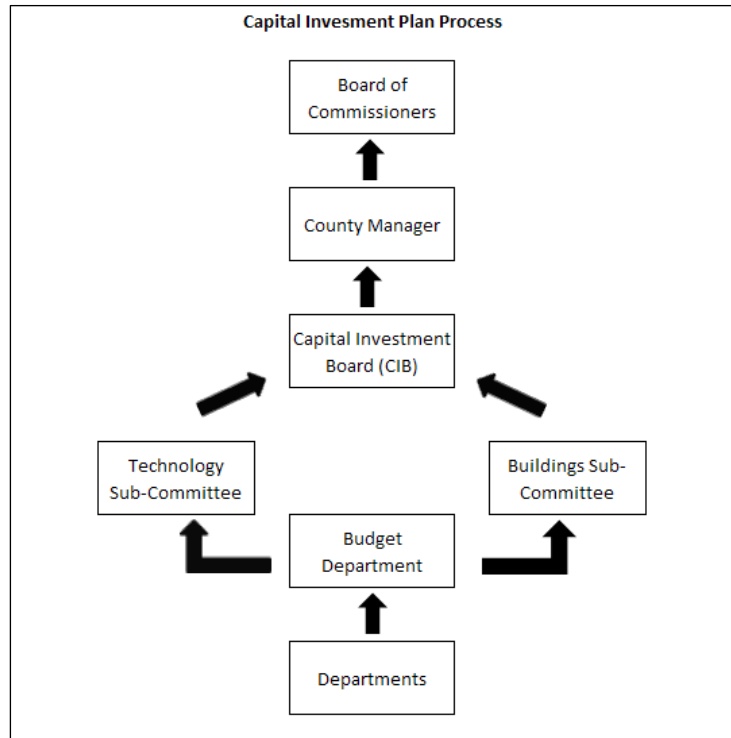 Capital Invesment Plan Process
Board of
Commissioners
County Manager
Capital Investment
Board (CIB)
Technology
Sub-Committee
Buildings Sub-
Committee
Budget
Department
Departments